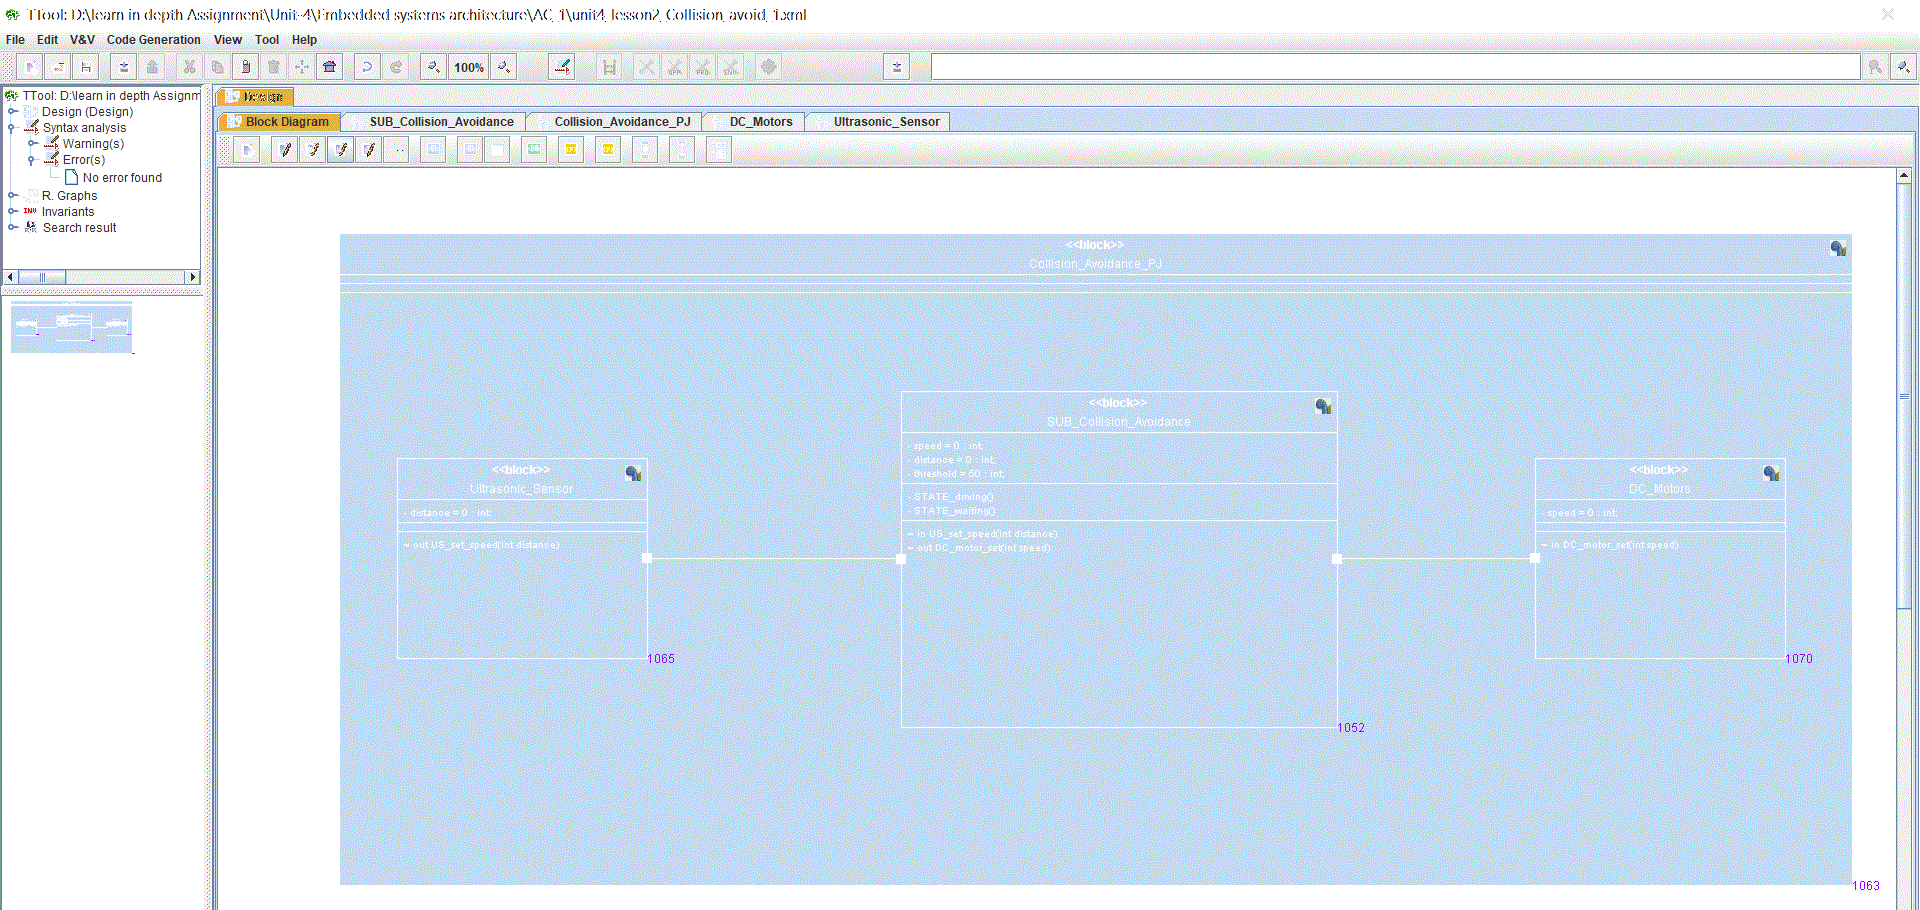 TTool: D:\learn in depth Assignment\Unit-4\Embedded systems architecture\AC_1\unit4_lesson2_Collision_avoid_1.xml
File Edit V&V Code Generation View Tool Help
100%
TTool: D:\learn in depth Assignm
Design (Design)
Syntax analysis
Warning(s)
Error(s)
No error found
R. Graphs
INV Invariants
Search result
Design
Block Diagram SUB_Collision_Avoidance Collision_Avoidance_PJ DC_Motors Ultrasonic_Sensor
<<block>>
Collision_Avoidance_PJ
<<block>>
Ultrasonic_Sensor
- distance = 0 : int;
~ out US_set_speed(int distance)
1065
<<block>>
SUB_Collision_Avoidance
- speed = 0 : int;
- distance = 0 : int;
- threshold = 50 : int;
- STATE_driving()
- STATE_waiting()
~ in US_set_speed(int distance)
~ out DC_motor_set(int speed)
1052
<<block>>
DC_Motors
- speed = 0 : int;
~ in DC_motor_set(int speed)
1070
1063